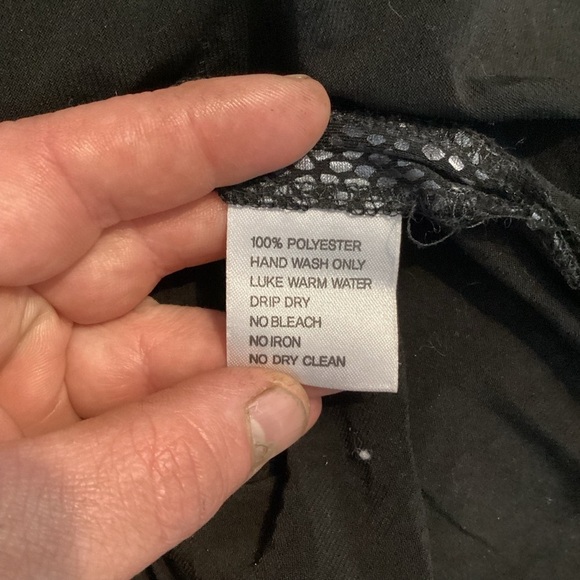 100% POLYESTER
HAND WASH ONLY
LUKE WARM WATER
DRIP DRY
NO BLEACH
NO IRON
NO DRY CLEAN